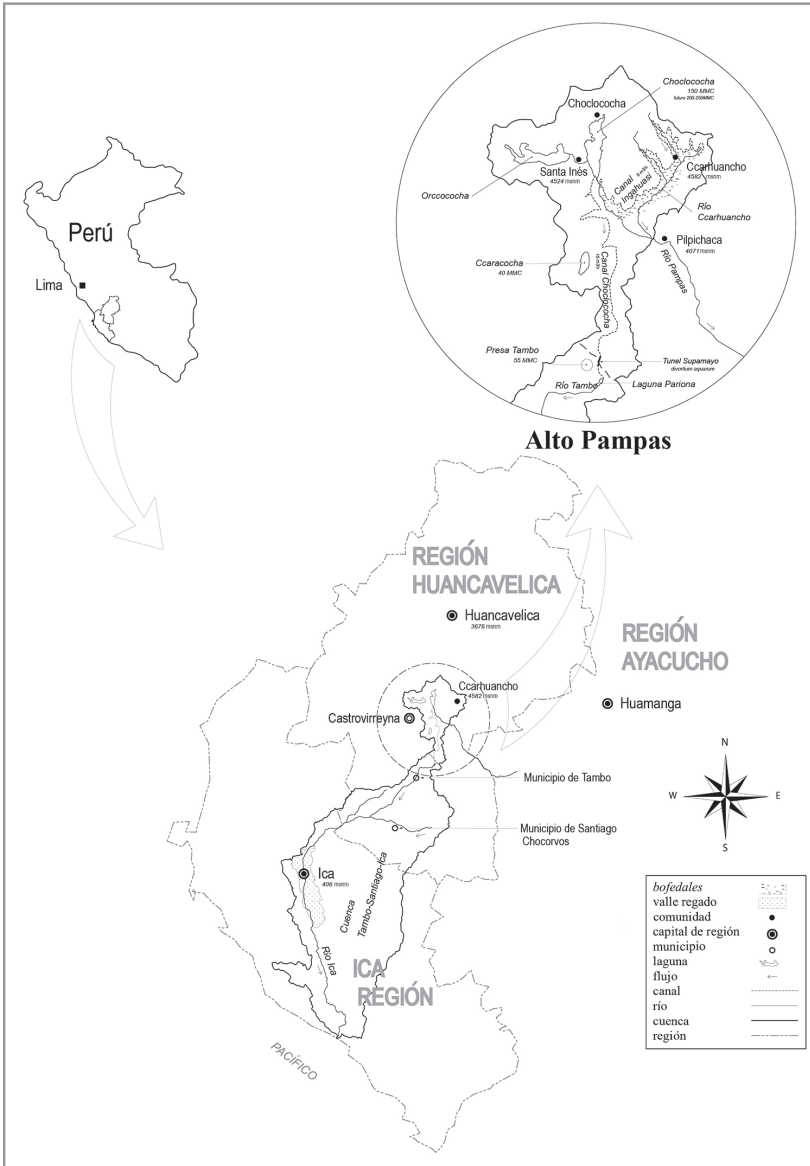 Perú
Lima
Choclococha
150 MMC
futuro 200-250MMC
Choclococha
Santa Inés
4524 msnm
Orccococha
Canal
Ingahuasi
Ccarhuancho
4582 msnm
Río
Ccarhuancho
Pilpichaca
4071 msnm
Río Pampas
Ccaracocha
40 MMC
Canal Choclococha
Presa Tambo
55 MMC
Tunel Supamayo
divortium aquarum
Río Tambo
Laguna Pariona
Alto Pampas
REGIÓN
HUANCAVELICA
Huancavelica
3676 msnm
REGIÓN
AYACUCHO
Huamanga
Ccarhuancho
4582 msnm
Castrovirreyna
Municipio de Tambo
Municipio de Santiago
Chocorvos
Ica
406 msnm
Cuenca
Tambo-Santiago-Ica
Río Ica
ICA
REGIÓN
PACÍFICO
N
W
E
S
bofedales
valle regado
comunidad
capital de región
municipio
laguna
flujo
canal
río
cuenca
región